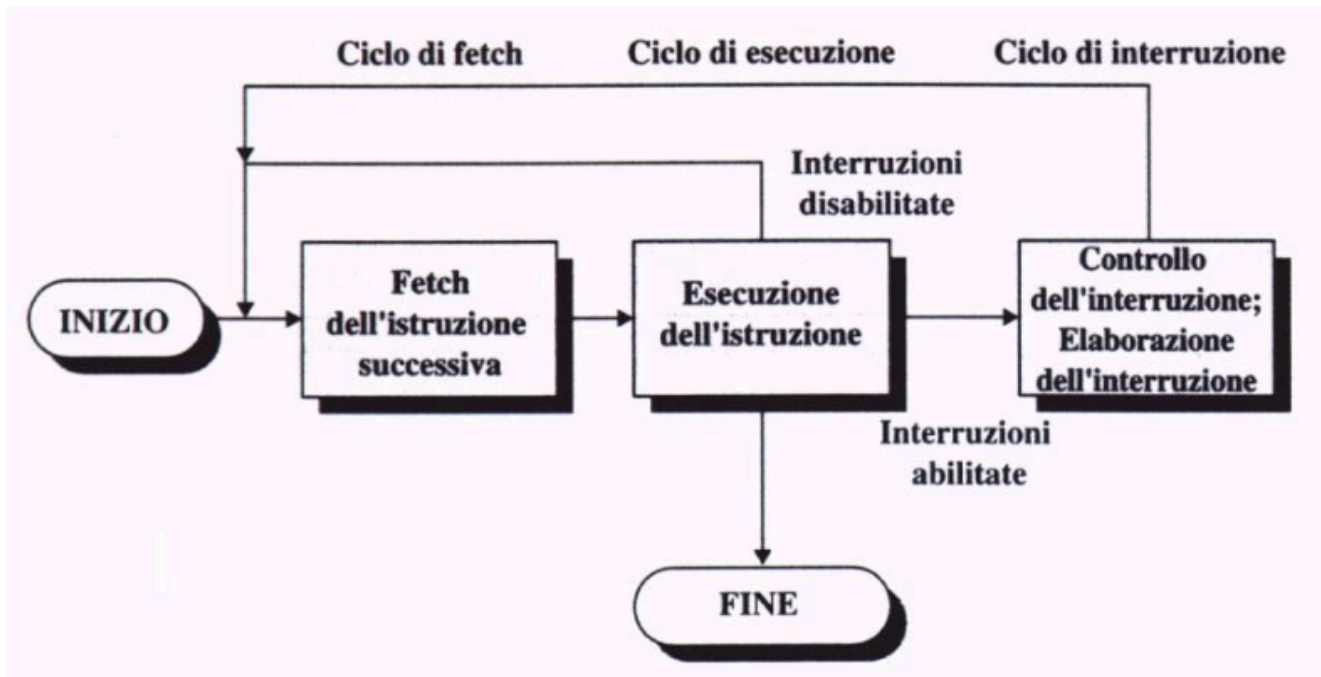 Ciclo di fetch
Ciclo di esecuzione
Ciclo di interruzione
Interruzioni
disabilitate
INIZIO
Fetch
dell'istruzione
successiva
Esecuzione
dell'istruzione
Controllo
dell'interruzione;
Elaborazione
dell'interruzione
Interruzioni
abilitate
FINE